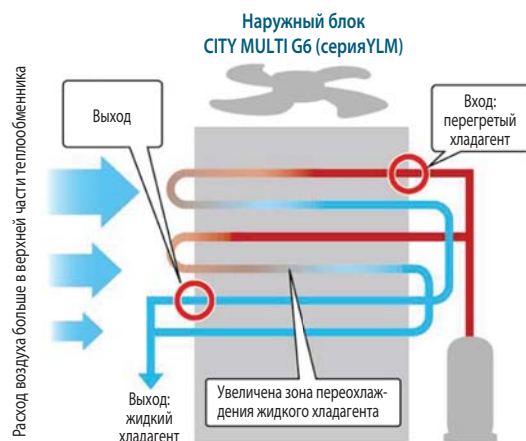 Наружный блок
CITY MULTI G6 (серияYLM)
Расход воздуха больше в верхней части теплообменника
Выход
Вход:
перегретый
хладагент
Увеличена зона переохлаж-
дения жидкого хладагента
Выход:
жидкий
хладагент